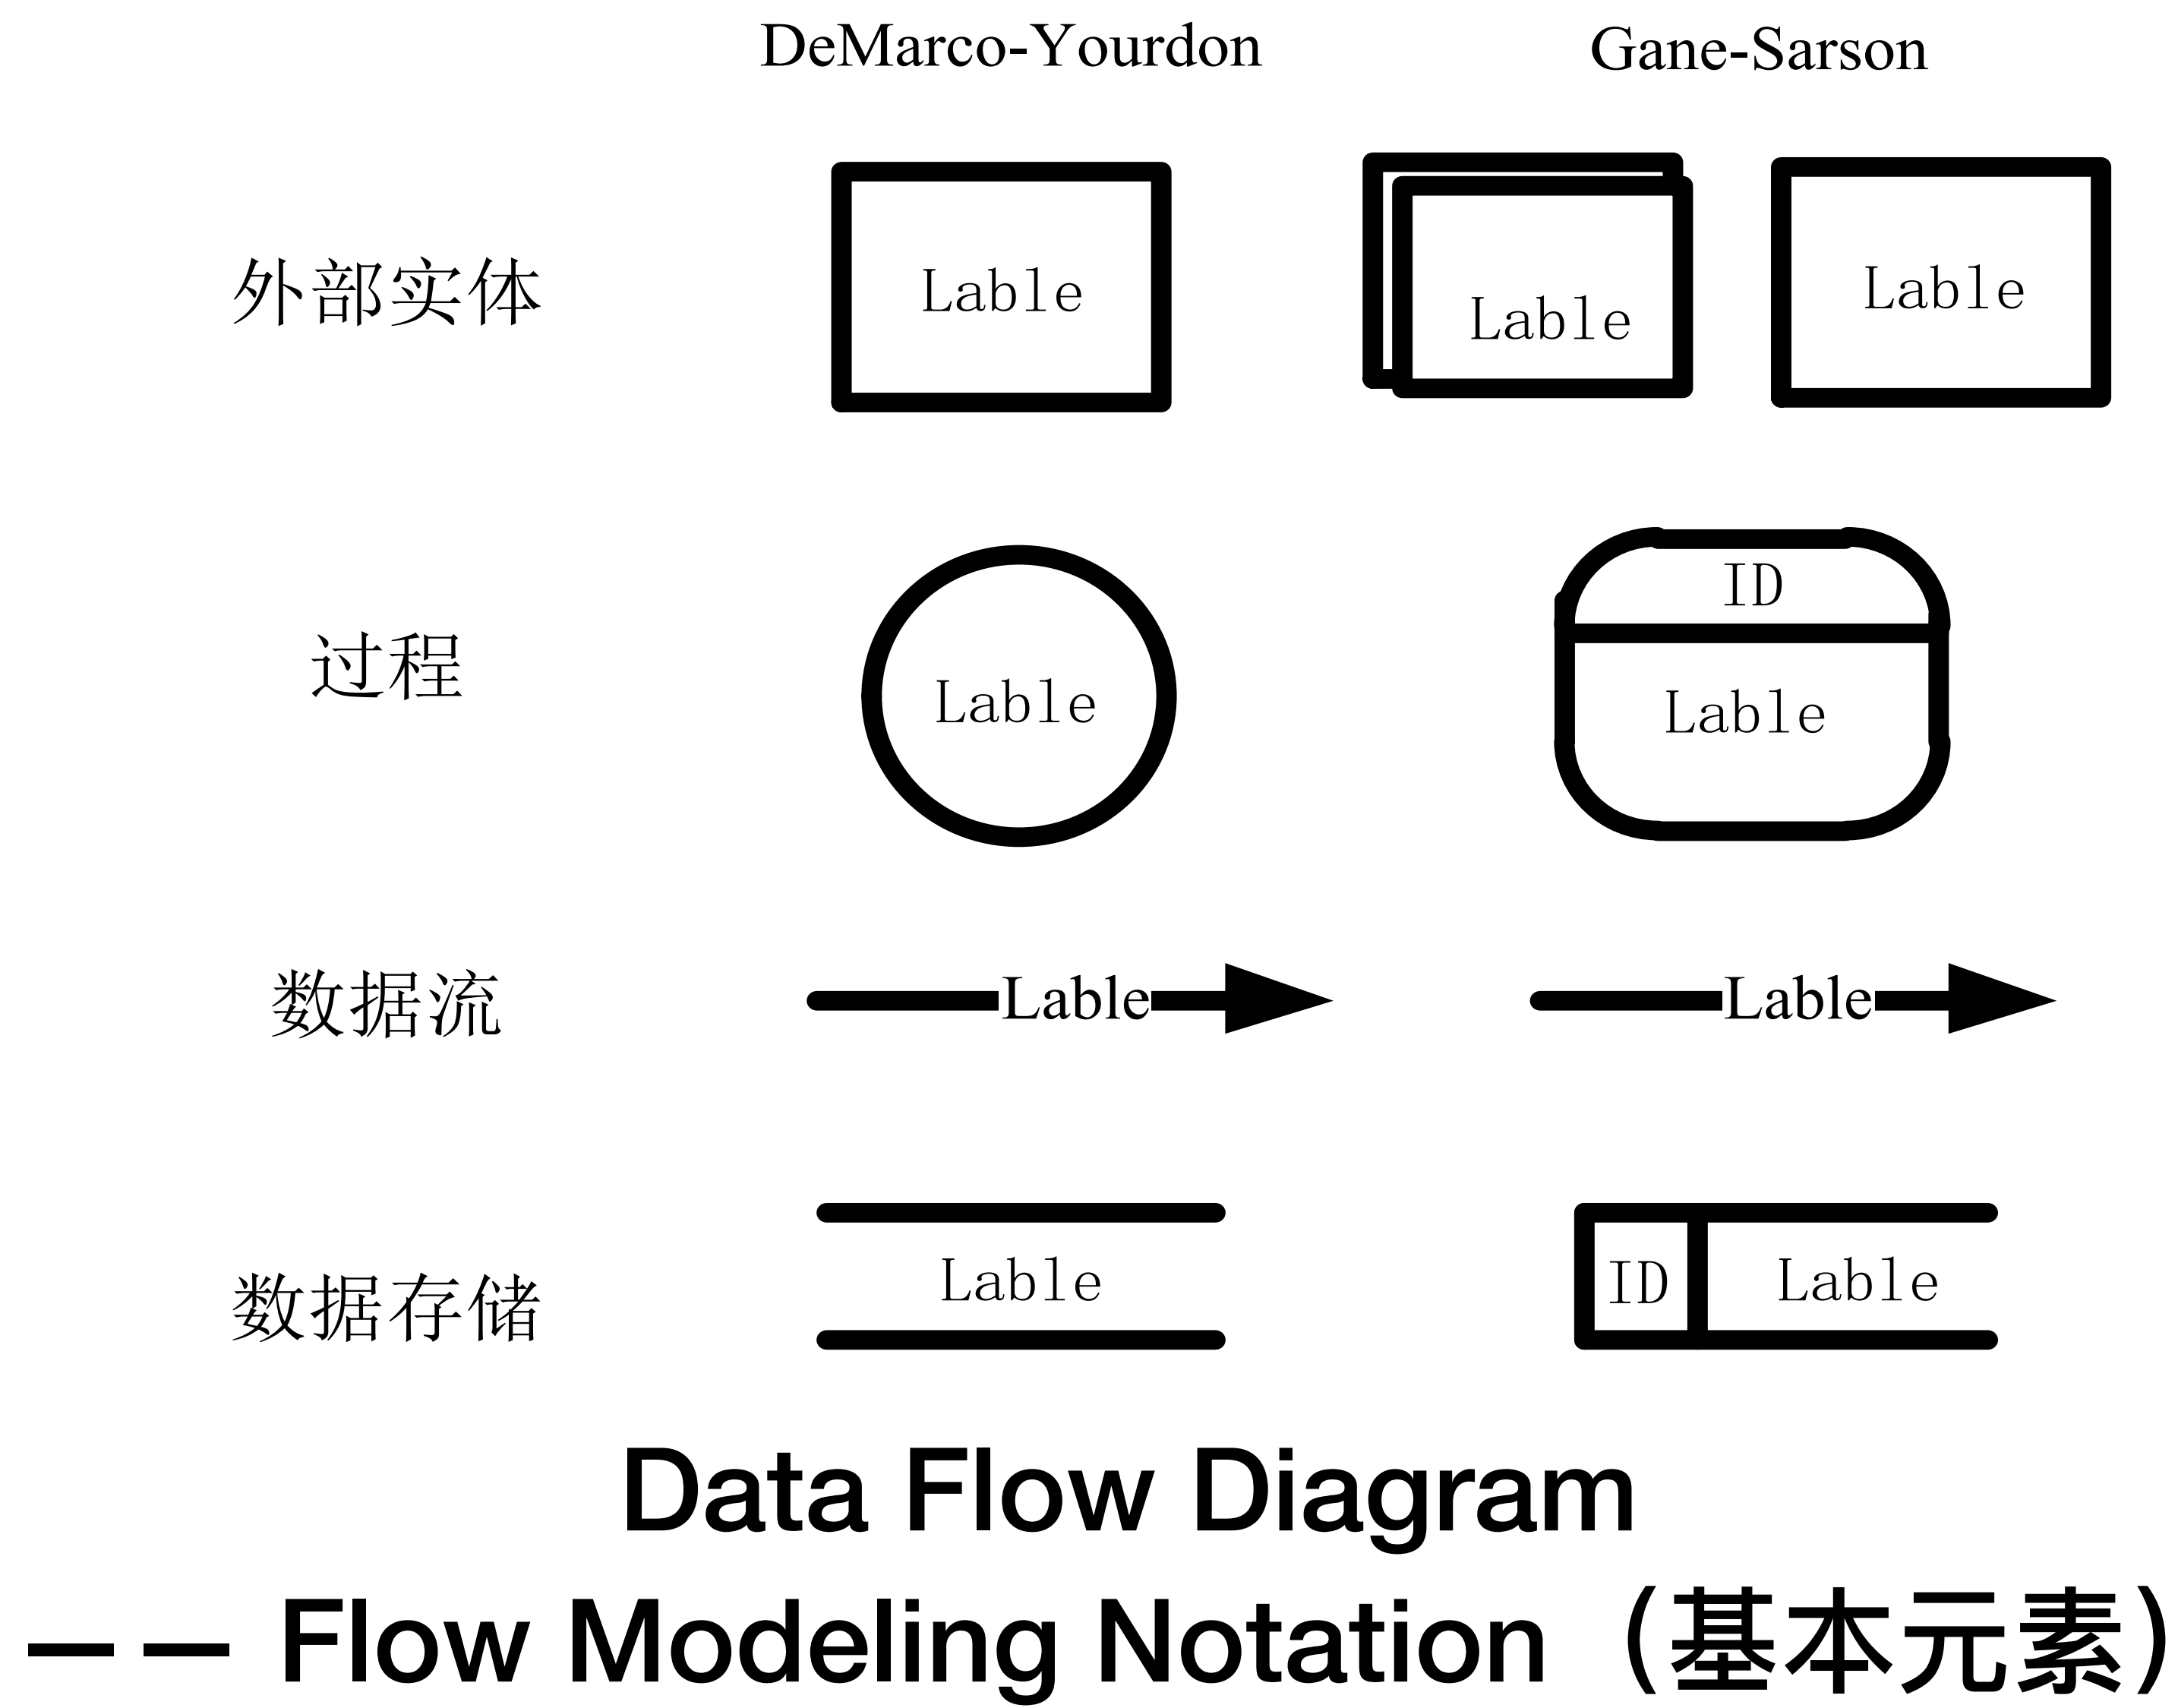 DeMarco-Yourdon Gane-Sarson
外部实体 Lable Lable Lable
ID
过程 Lable Lable
数据流 Lable Lable
数据存储 Lable ID Lable
Data Flow Diagram
—— Flow Modeling Notation（基本元素）